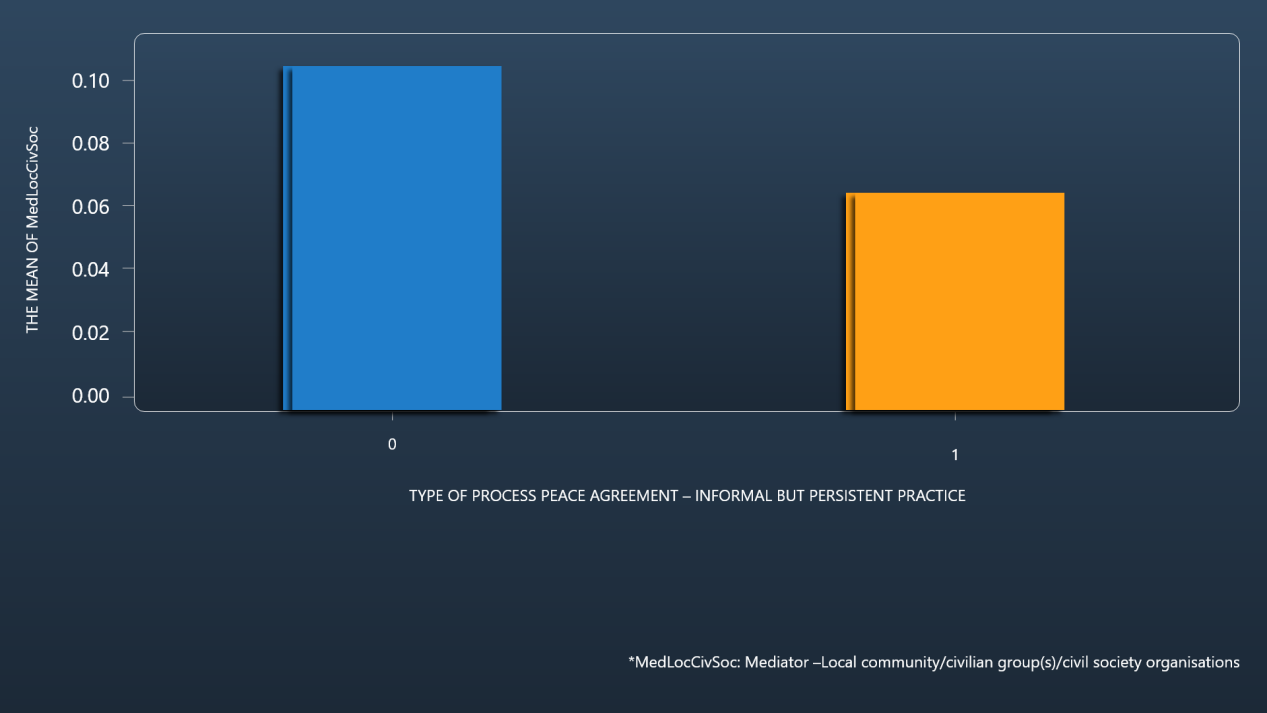 THE MEAN OF MedLocCivSoc
0.10
0.08
0.06
0.04
0.02
0.00
0
1
TYPE OF PROCESS PEACE AGREEMENT – INFORMAL BUT PERSISTENT PRACTICE
*MedLocCivSoc: Mediator –Local community/civilian group(s)/civil society organisations